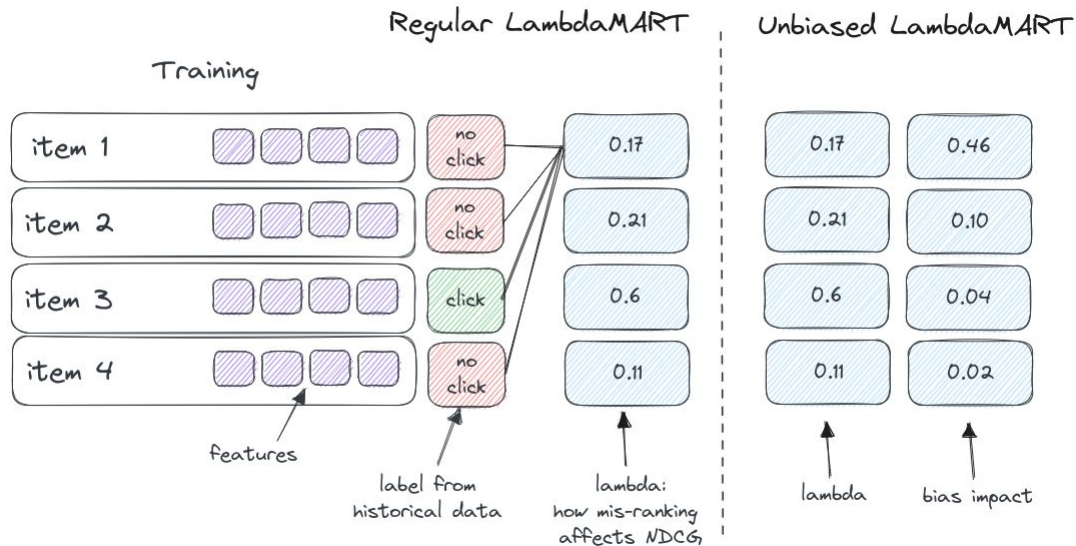 Regular LambdaMART
Unbiased LambdaMART
Training
item 1
no
click
0.17
0.17
0.46
item 2
no
click
0.21
0.21
0.10
item 3
click
0.6
0.6
0.04
item 4
no
click
0.11
0.11
0.02
features
label from
historical data
lambda:
how mis-ranking
affects NDCG
lambda
bias impact